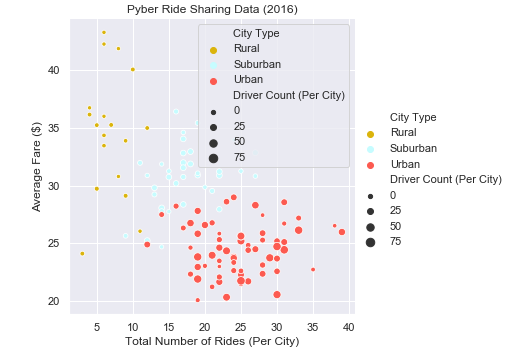 Pyber Ride Sharing Data (2016)
City Type
Rural
Suburban
Urban
Driver Count (Per City)
0
25
50
75
City Type
Rural
Suburban
Urban
Driver Count (Per City)
0
25
50
75
Average Fare ($)
40
35
30
25
20
5
10
15
20
25
30
35
40
Total Number of Rides (Per City)